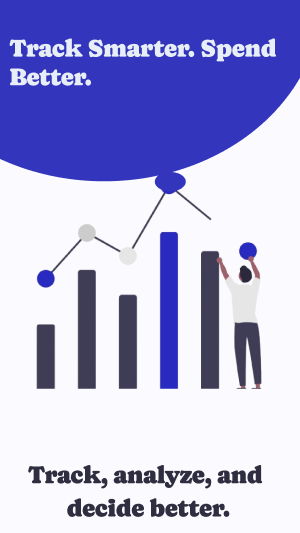 Track Smarter. Spend
Better.
Track, analyze, and
decide better.